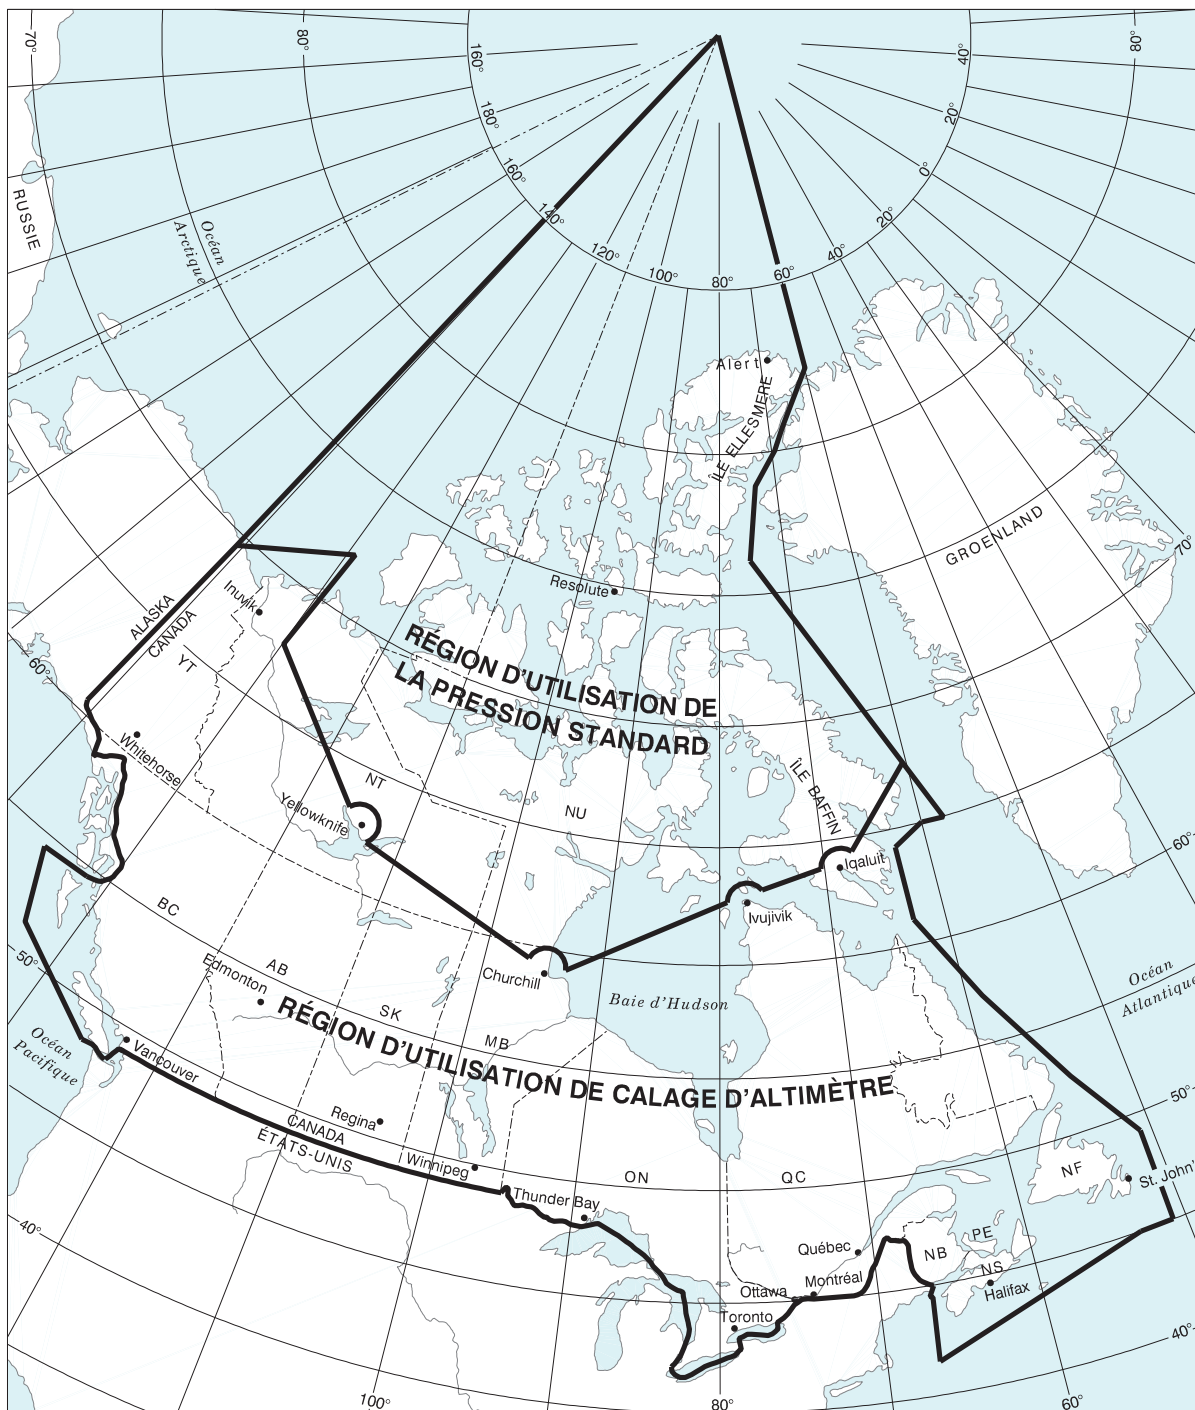 70°
80°
160°
180°
160°
140°
120°
100°
80°
60°
40°
20°
0°
20°
40°
80°
RUSSIE
Océan
Arctique
Alert
ÎLE ELLESMERE
GROENLAND
70°
Resolute
Inuvik
ALASKA
CANADA
YT
60°
RÉGION D'UTILISATION DE
LA PRESSION STANDARD
Whitehorse
NT
NU
ÎLE BAFFIN
Yellowknife
Iqaluit
60°
Ivujivik
BC
AB
Edmonton
SK
Churchill
Baie d'Hudson
MB
Océan
Atlantique
50°
RÉGION D'UTILISATION DE CALAGE D'ALTIMÈTRE
Océan
Pacifique
Vancouver
Regina
CANADA
ÉTATS-UNIS
Winnipeg
Thunder Bay
ON
QC
NF
50°
St. John'
40°
Québec
NB
PE
NS
Halifax
Ottawa
Montréal
Toronto
40°
100°
80°
60°